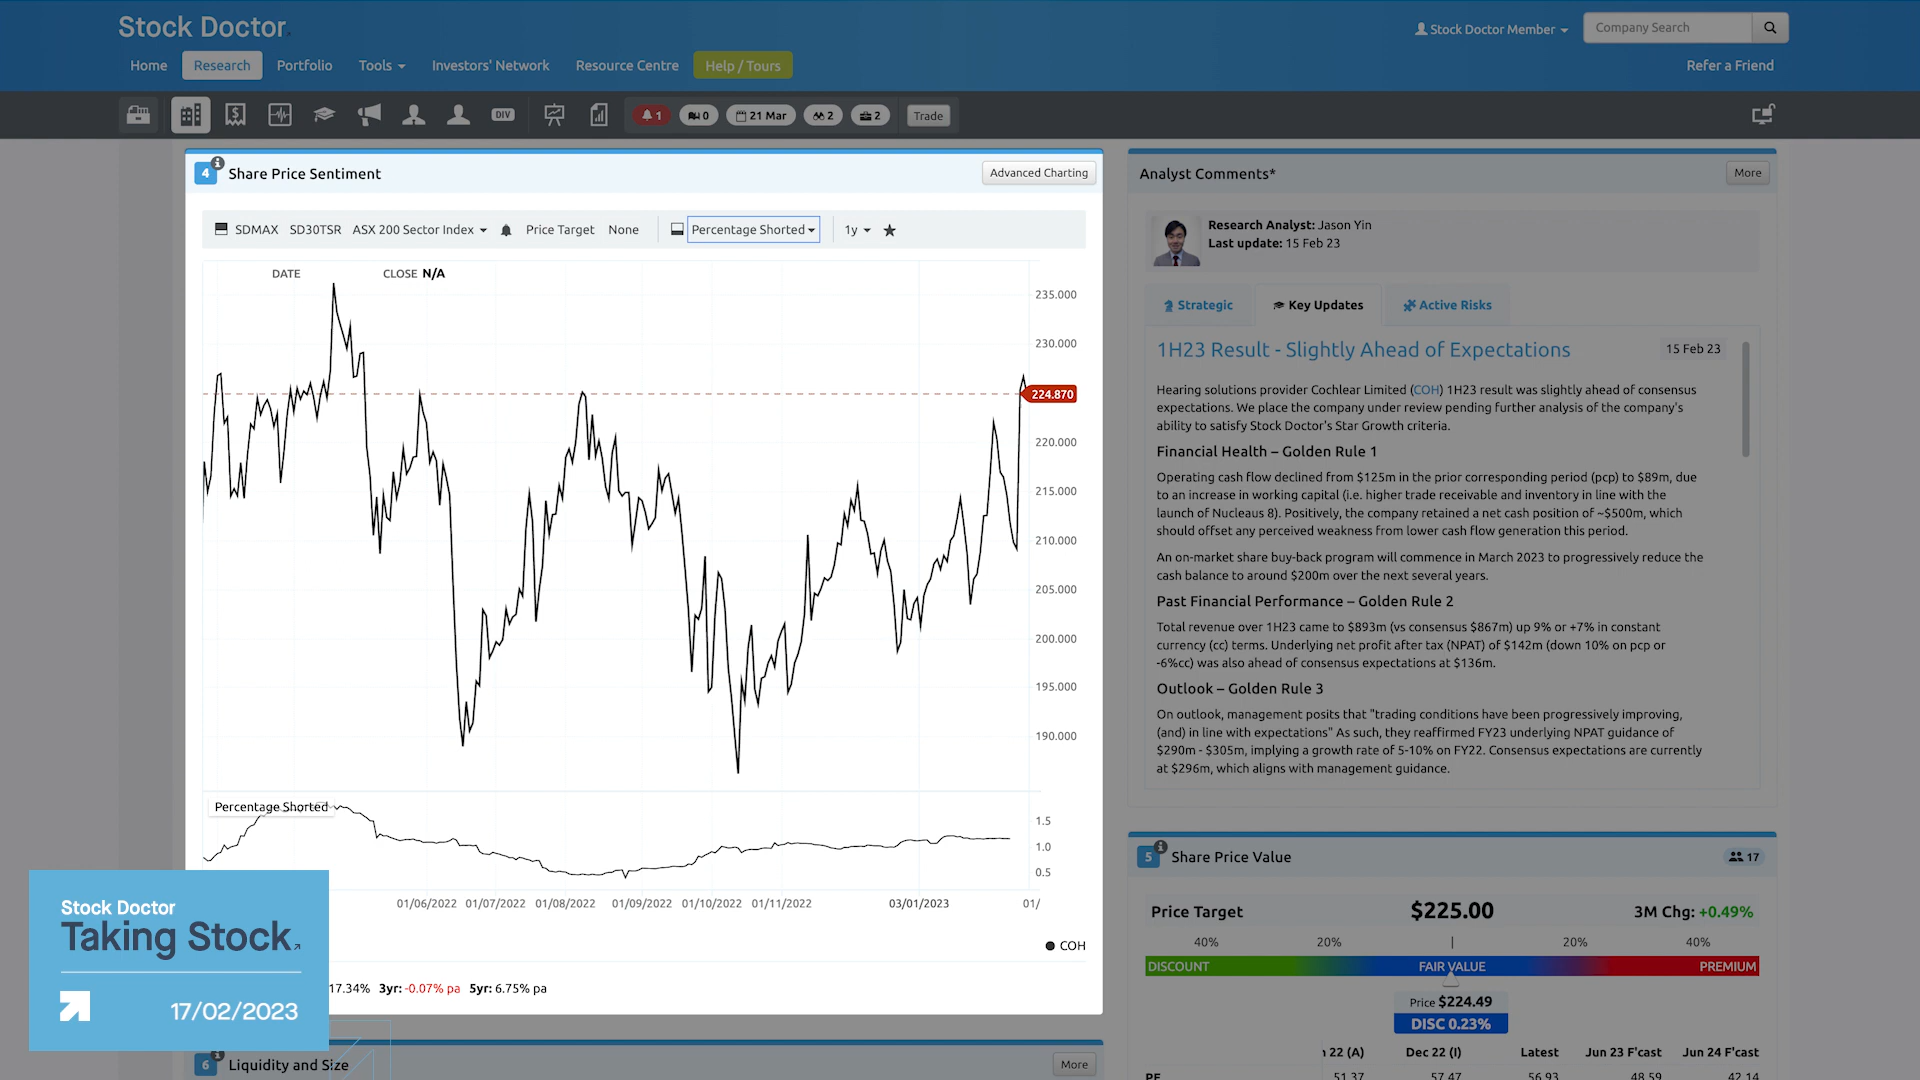 Stock Doctor
Stock Doctor Member
Company Search
Home
Research
Portfolio
Tools
Investors' Network
Resource Centre
Help / Tours
Refer a Friend
DIV
1
0
21 Mar
2
2
Trade
4
Share Price Sentiment
Advanced Charting
SDMAX
SD30TSR
ASX 200 Sector Index
Price Target
None
Percentage Shorted
1y
DATE
CLOSE N/A
235.000
230.000
224.870
220.000
215.000
210.000
205.000
200.000
195.000
190.000
Percentage Shorted
1.5
1.0
0.5
01/06/2022
01/07/2022
01/08/2022
01/09/2022
01/10/2022
01/11/2022
03/01/2023
01/
COH
17.34% 3yr: -0.07% pa 5yr: 6.75% pa
6
Liquidity and Size
More
Stock Doctor
Taking Stock
17/02/2023
Analyst Comments*
More
Research Analyst: Jason Yin
Last update: 15 Feb 23
Strategic
Key Updates
Active Risks
1H23 Result - Slightly Ahead of Expectations
15 Feb 23
Hearing solutions provider Cochlear Limited (COH) 1H23 result was slightly ahead of consensus
expectations. We place the company under review pending further analysis of the company's
ability to satisfy Stock Doctor's Star Growth criteria.
Financial Health – Golden Rule 1
Operating cash flow declined from $125m in the prior corresponding period (pcp) to $89m, due
to an increase in working capital (i.e. higher trade receivable and inventory in line with the
launch of Nucleaus 8). Positively, the company retained a net cash position of ~$500m, which
should offset any perceived weakness from lower cash flow generation this period.
An on-market share buy-back program will commence in March 2023 to progressively reduce the
cash balance to around $200m over the next several years.
Past Financial Performance – Golden Rule 2
Total revenue over 1H23 came to $893m (vs consensus $867m) up 9% or +7% in constant
currency (cc) terms. Underlying net profit after tax (NPAT) of $142m (down 10% on pcp or
-6%cc) was also ahead of consensus expectations at $136m.
Outlook – Golden Rule 3
On outlook, management posits that "trading conditions have been progressively improving,
(and) in line with expectations" As such, they reaffirmed FY23 underlying NPAT guidance of
$290m - $305m, implying a growth rate of 5-10% on FY22. Consensus expectations are currently
at $296m, which aligns with management guidance.
5
Share Price Value
17
Price Target
$225.00
3M Chg: +0.49%
40%
20%
20%
40%
DISCOUNT
FAIR VALUE
PREMIUM
Price $224.49
DISC 0.23%
22 (A)
Dec 22 (I)
Latest
Jun 23 F'cast
Jun 24 F'cast
PE
51.37
57.47
56.93
48.59
42.14